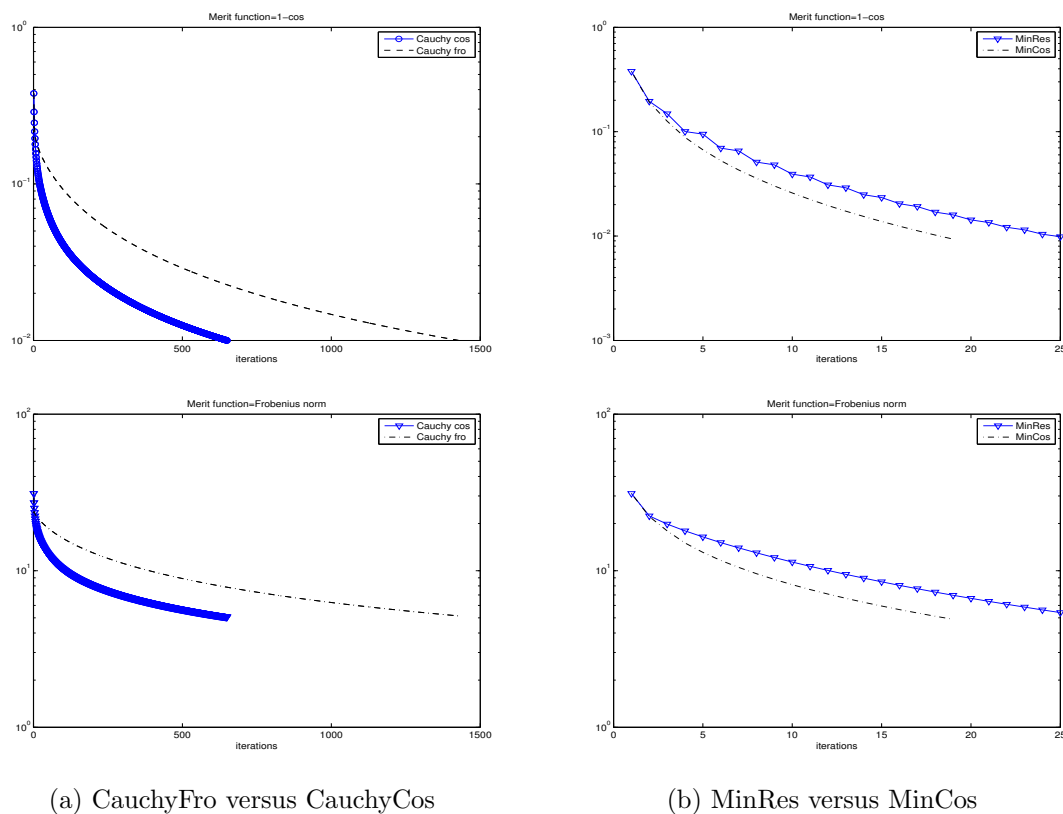 Merit function=1-cos
10^0
10^-1
10^-2
Cauchy cos
Cauchy fro
0 500 1000 1500
iterations
Merit function=1-cos
10^0
10^-1
10^-2
10^-3
MinRes
MinCos
0 5 10 15 20 25
iterations
Merit function=Frobenius norm
10^2
10^1
10^0
Cauchy cos
Cauchy fro
0 500 1000 1500
iterations
Merit function=Frobenius norm
10^2
10^1
10^0
MinRes
MinCos
0 5 10 15 20 25
iterations
(a) CauchyFro versus CauchyCos
(b) MinRes versus MinCos